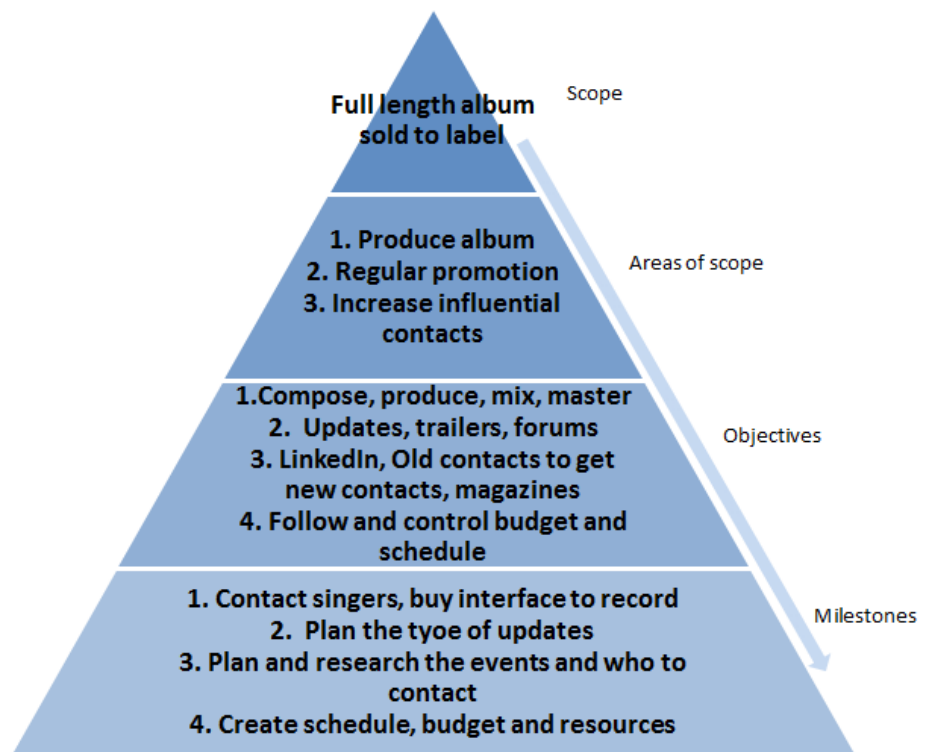 Full length album
sold to label
Scope
1. Produce album
2. Regular promotion
3. Increase influential
contacts
Areas of scope
1.Compose, produce, mix, master
2. Updates, trailers, forums
3. LinkedIn, Old contacts to get
new contacts, magazines
4. Follow and control budget and
schedule
Objectives
1. Contact singers, buy interface to record
2. Plan the tyoe of updates
3. Plan and research the events and who to
contact
4. Create schedule, budget and resources
Milestones